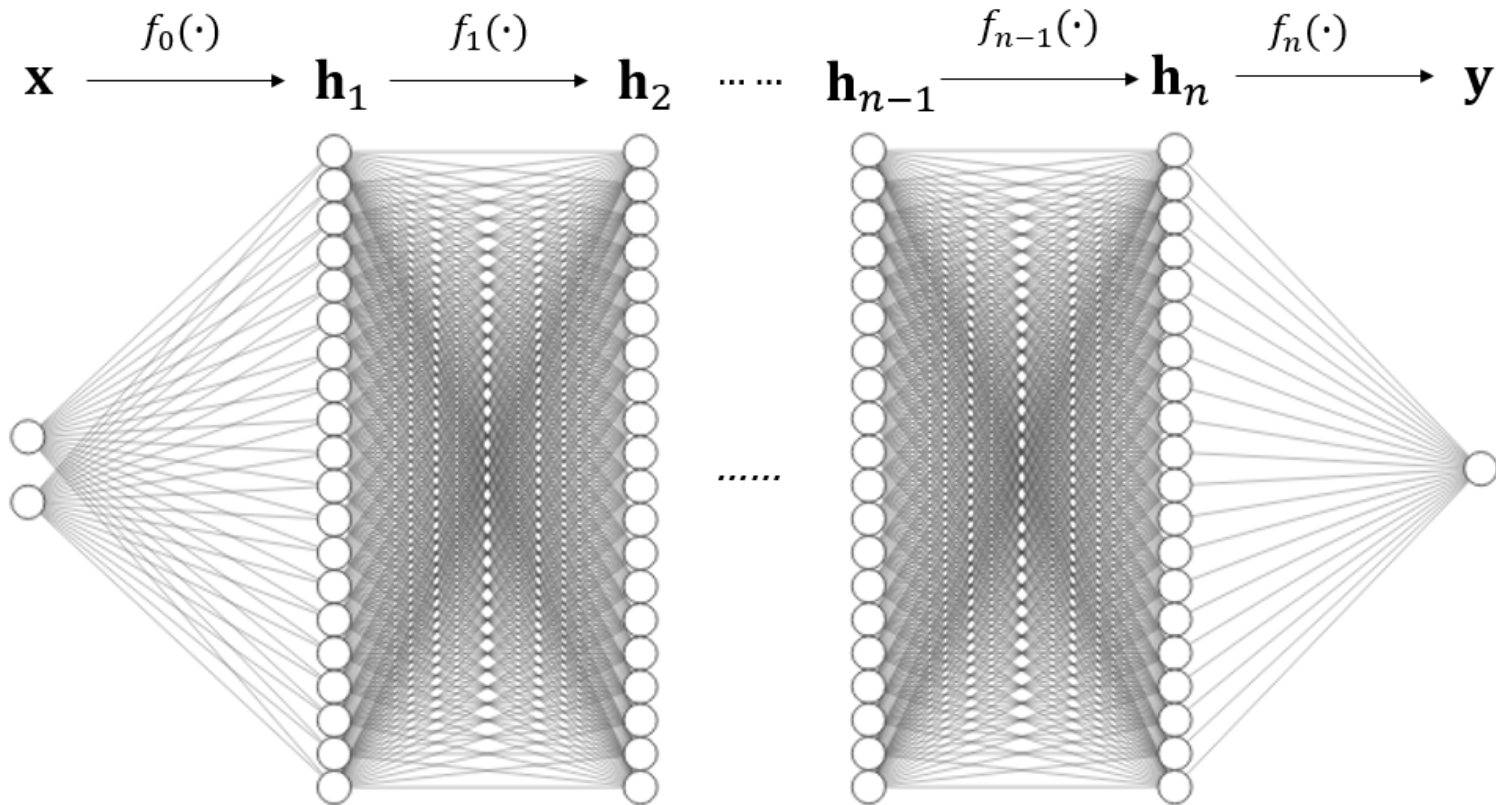 f₀(·) f₁(·) fₙ₋₁(·) fₙ(·)
x h₁ h₂ ... ... hₙ₋₁ hₙ y
......